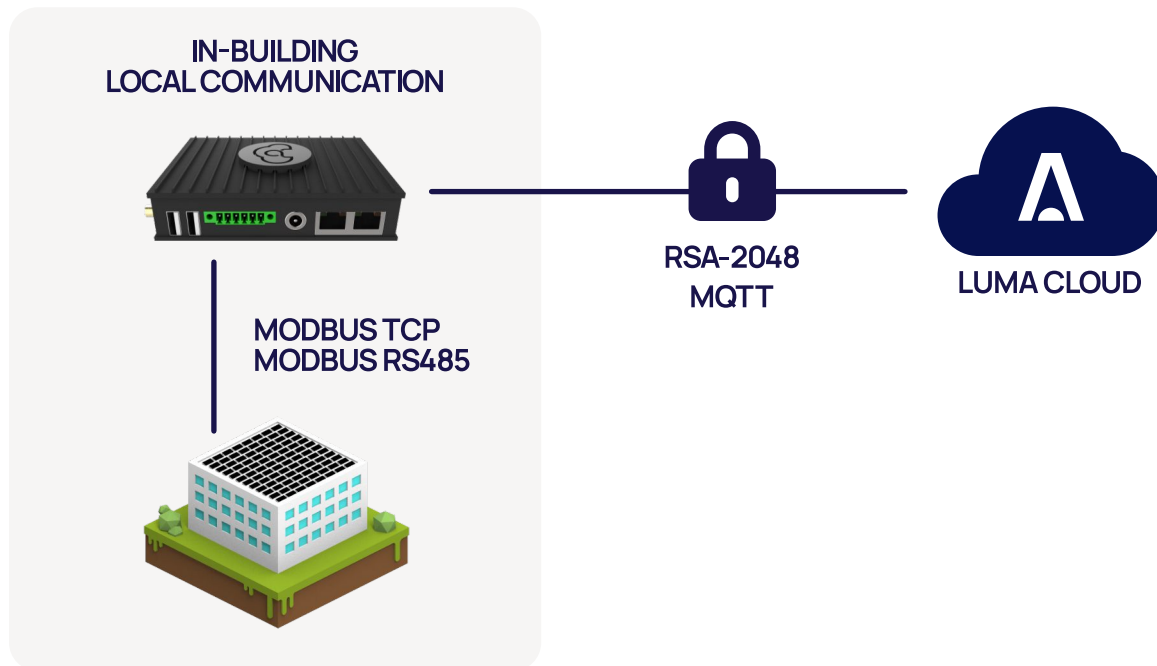 IN-BUILDING
LOCAL COMMUNICATION
RSA-2048
MQTT
LUMA CLOUD
MODBUS TCP
MODBUS RS485